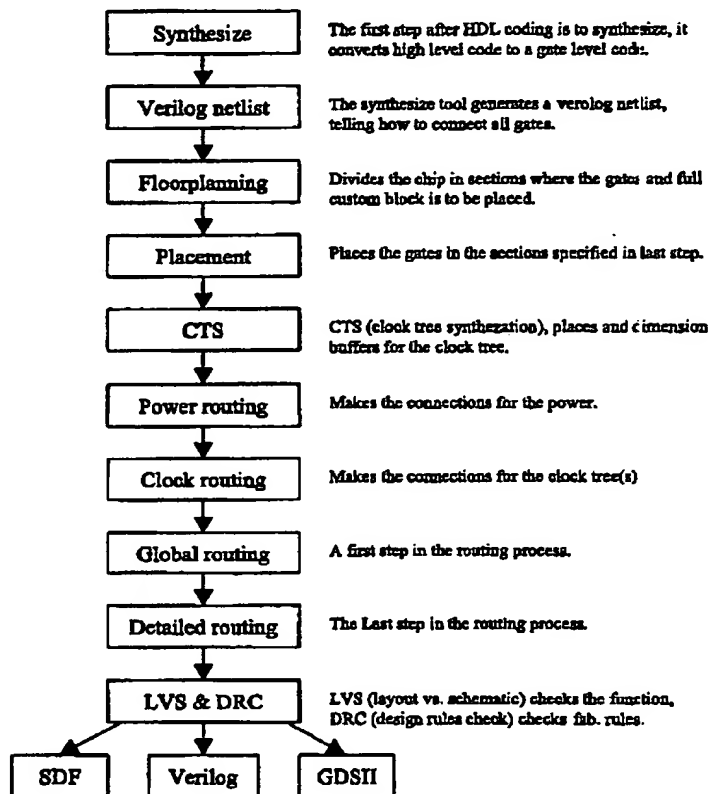 Synthesize
The first step after HDL coding is to synthesize, it
converts high level code to a gate level code.
Verilog netlist
The synthesize tool generates a verolog netlist,
telling how to connect all gates.
Floorplanning
Divides the chip in sections where the gates and full
custom block is to be placed.
Placement
Places the gates in the sections specified in last step.
CTS
CTS (clock tree synthezation), places and dimension
buffers for the clock tree.
Power routing
Makes the connections for the power.
Clock routing
Makes the connections for the clock tree(s)
Global routing
A first step in the routing process.
Detailed routing
The Last step in the routing process.
LVS & DRC
LVS (layout vs. schematic) checks the function,
DRC (design rules check) checks fab. rules.
SDF
Verilog
GDSII